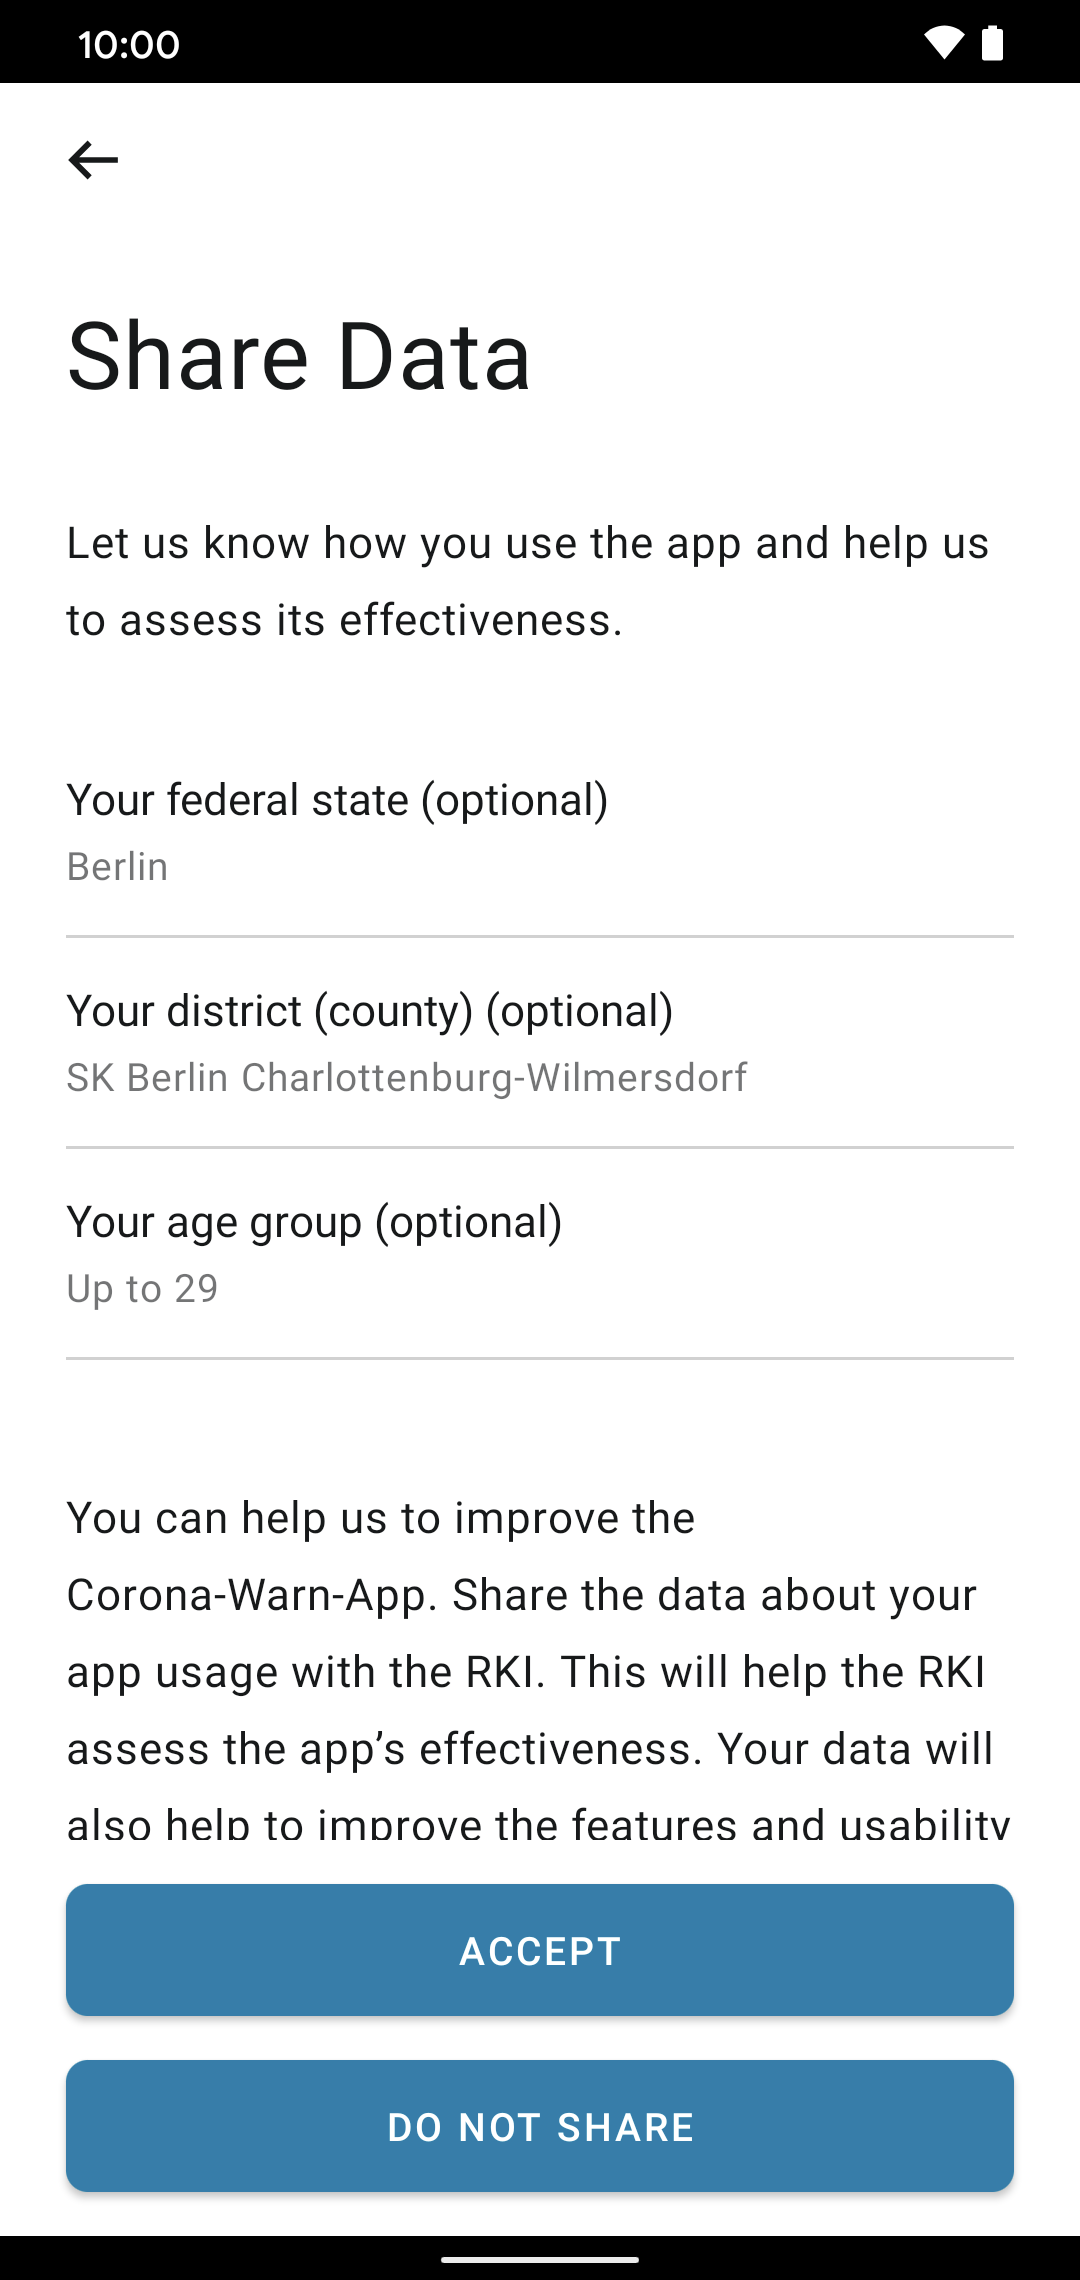 10:00
Share Data
Let us know how you use the app and help us
to assess its effectiveness.
Your federal state (optional)
Berlin
Your district (county) (optional)
SK Berlin Charlottenburg-Wilmersdorf
Your age group (optional)
Up to 29
You can help us to improve the
Corona-Warn-App. Share the data about your
app usage with the RKI. This will help the RKI
assess the app’s effectiveness. Your data will
also help to improve the features and usability
ACCEPT
DO NOT SHARE